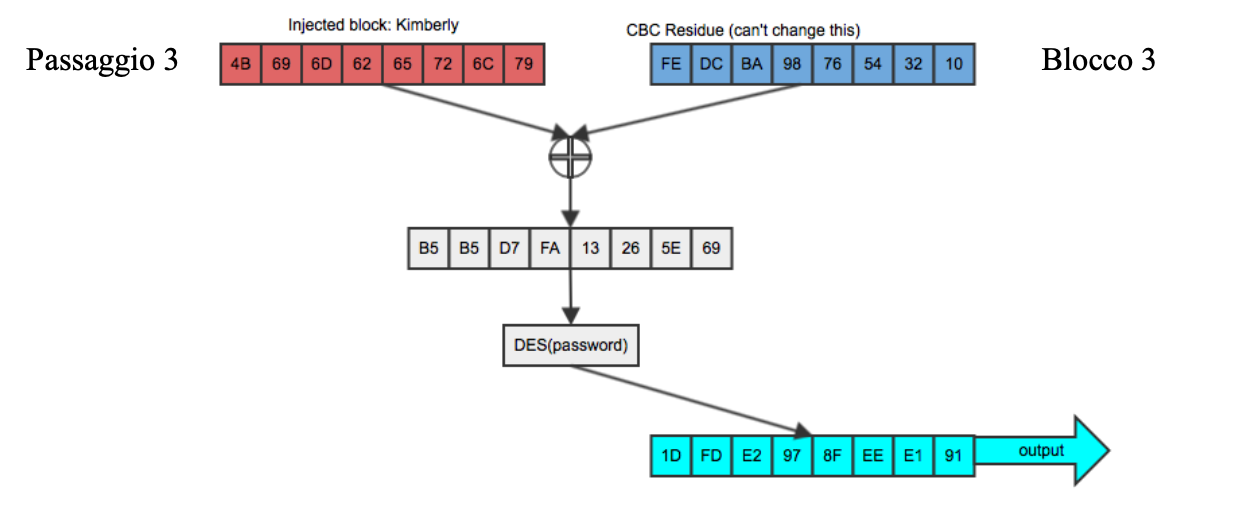 Injected block: Kimberly
CBC Residue (can't change this)
Passaggio 3
4B 69 6D 62 65 72 6C 79
FE DC BA 98 76 54 32 10
Blocco 3
B5 B5 D7 FA 13 26 5E 69
DES(password)
1D FD E2 97 8F EE E1 91
output